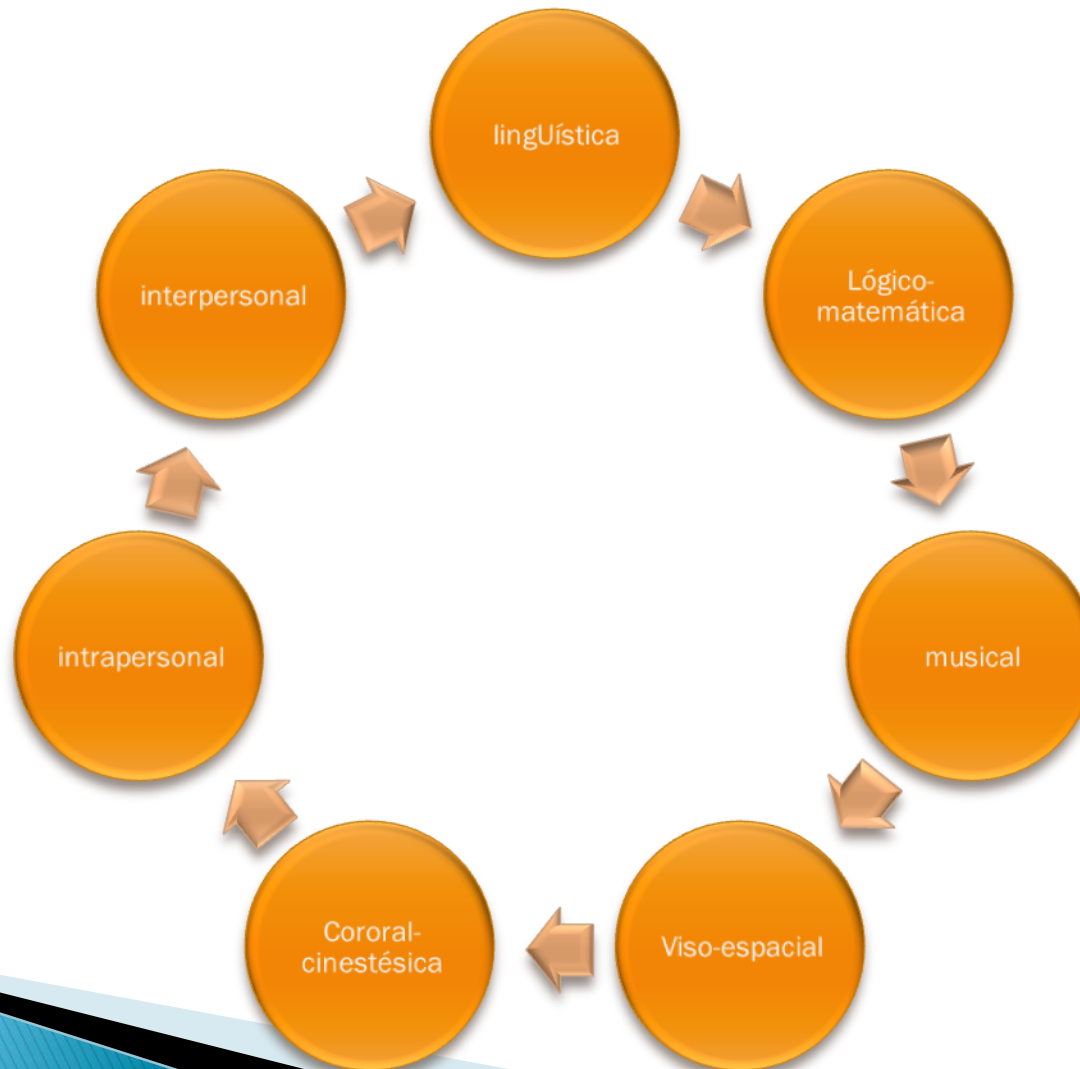 lingUística
Lógico-
matemática
musical
Viso-espacial
Cororal-
cinestésica
intrapersonal
interpersonal